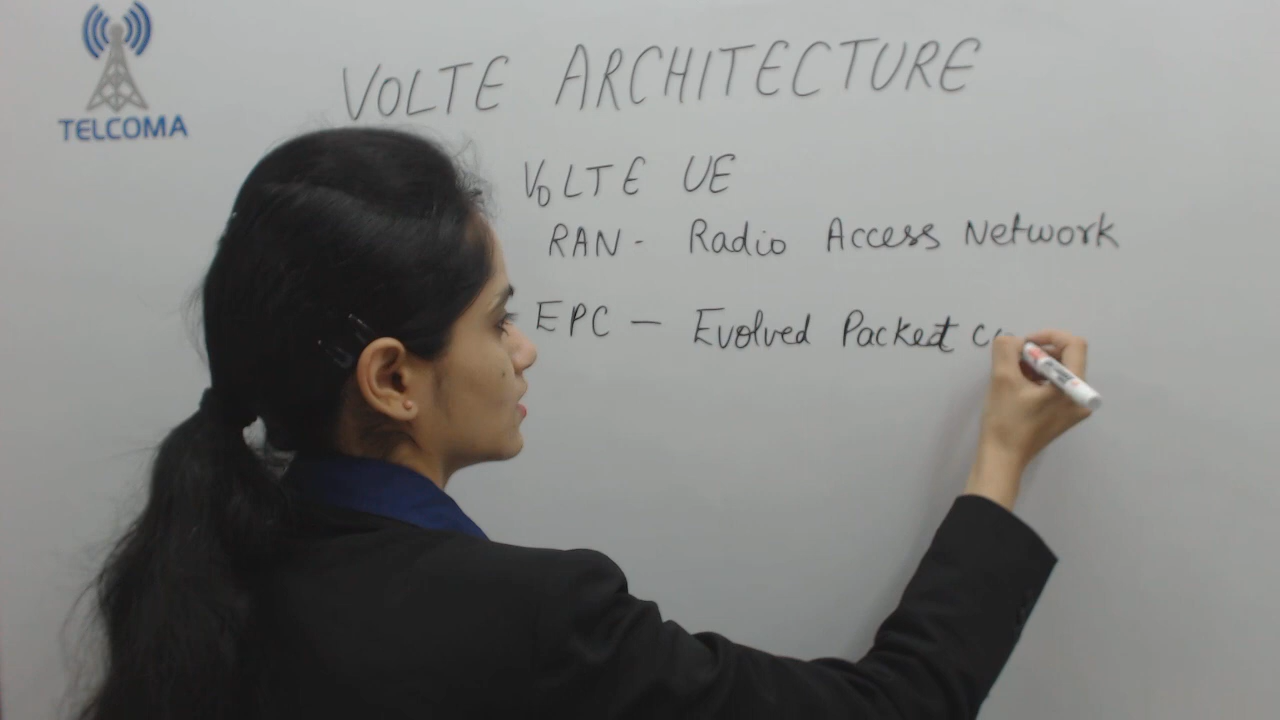 TELCOMA
VOLTE ARCHITECTURE
VOLTE UE
RAN - Radio Access Network
EPC - Evolved Packet